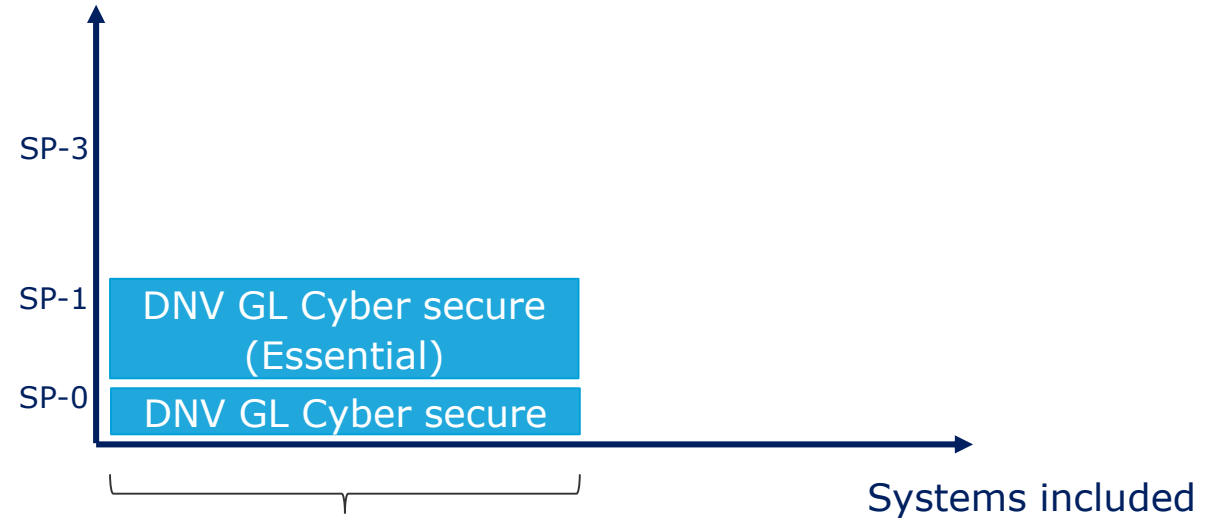 SP-3
SP-1
DNV GL Cyber secure
(Essential)
SP-0
DNV GL Cyber secure
Systems included